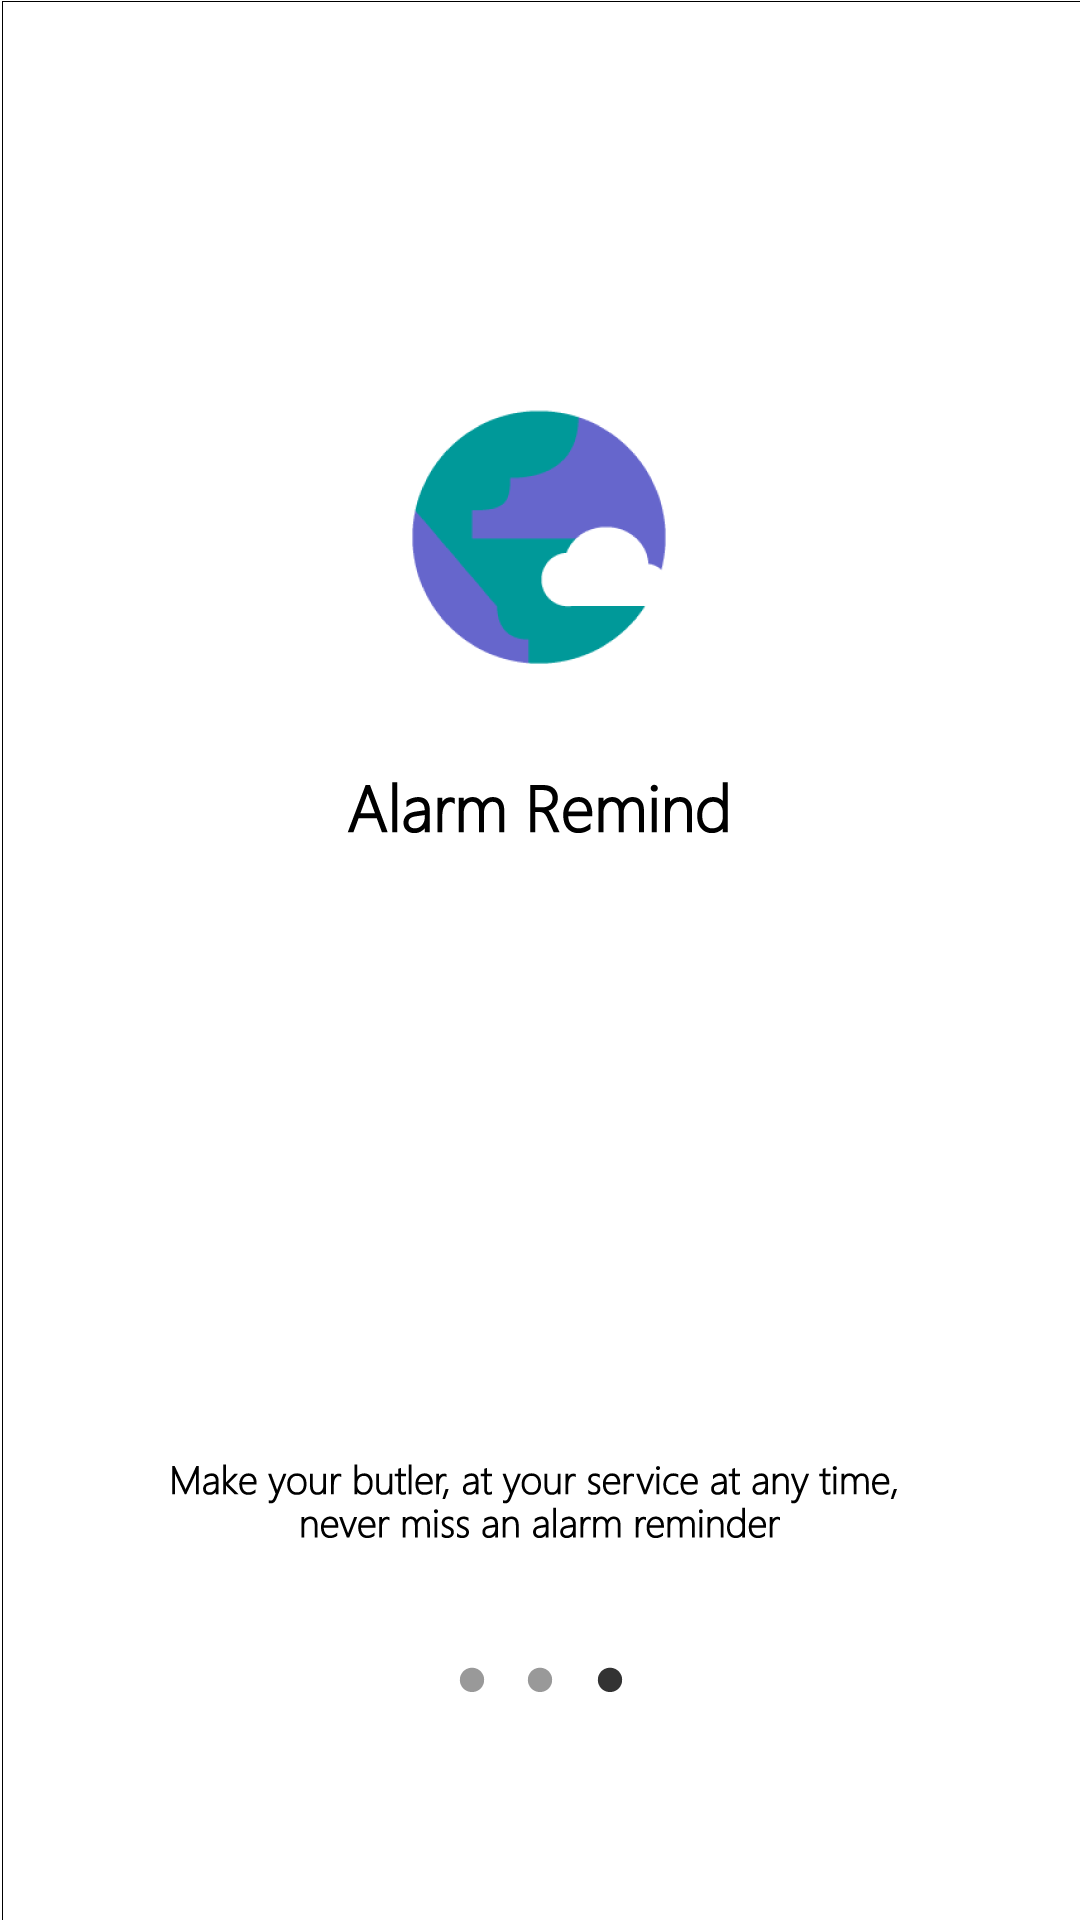 Alarm Remind
Make your butler, at your service at any time,
never miss an alarm reminder